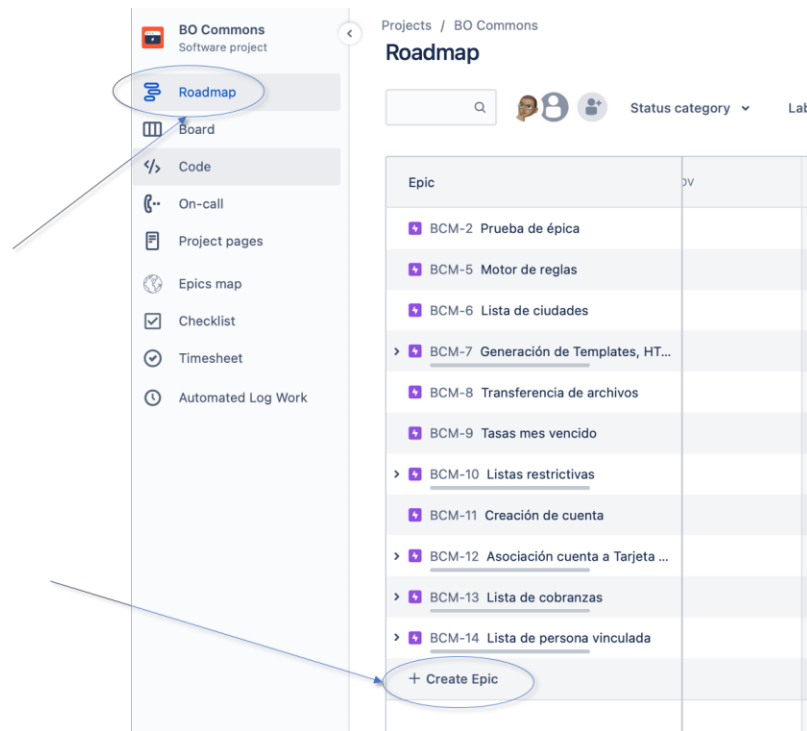 BO Commons
Software project
Roadmap
Board
Code
On-call
Project pages
Epics map
Checklist
Timesheet
Automated Log Work
Projects / BO Commons
Roadmap
Status category
Lab
Epic
OV
BCM-2 Prueba de épica
BCM-5 Motor de reglas
BCM-6 Lista de ciudades
BCM-7 Generación de Templates, HT...
BCM-8 Transferencia de archivos
BCM-9 Tasas mes vencido
BCM-10 Listas restrictivas
BCM-11 Creación de cuenta
BCM-12 Asociación cuenta a Tarjeta ...
BCM-13 Lista de cobranzas
BCM-14 Lista de persona vinculada
+ Create Epic